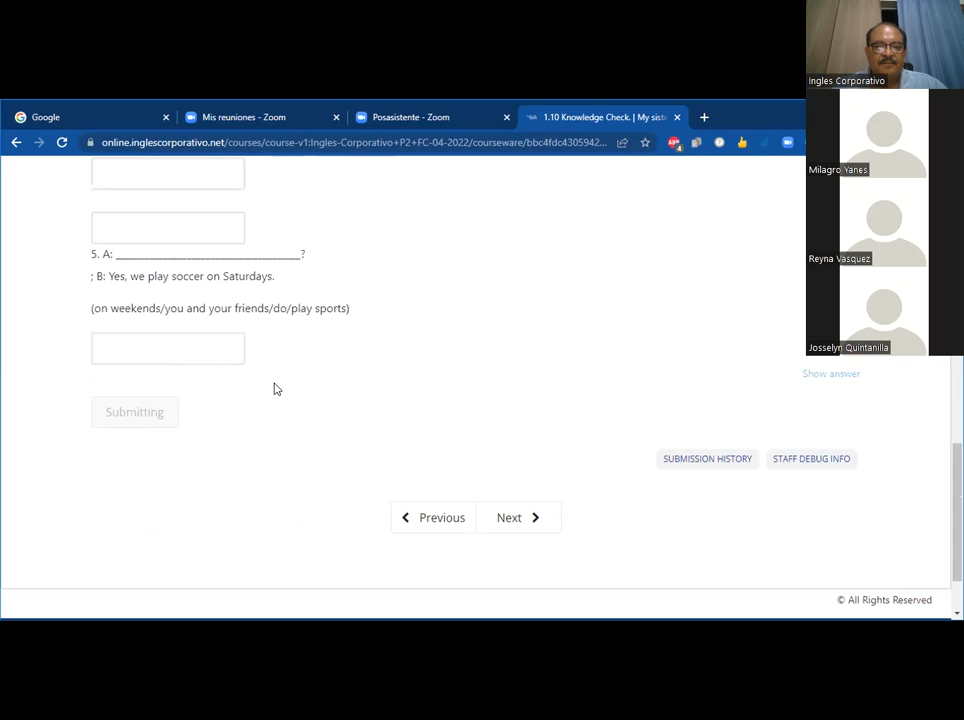 Ingles Corporativo
Google
Mis reuniones - Zoom
Posasistente - Zoom
1.10 Knowledge Check. | My siste
online.inglescorporativo.net/courses/course-v1:Ingles-Corporativo+P2+FC-04-2022/courseware/bbc4fdc4305942...
Milagro Yanes
Reyna Vasquez
Josselyn Quintanilla
5. A: ________________________________?
; B: Yes, we play soccer on Saturdays.
(on weekends/you and your friends/do/play sports)
Show answer
Submitting
SUBMISSION HISTORY
STAFF DEBUG INFO
Previous
Next
© All Rights Reserved